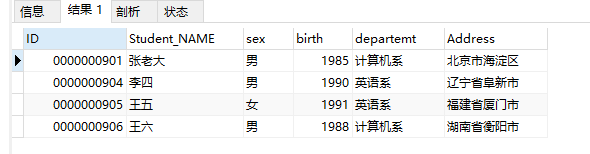 信息 结果 1 剖析 状态
ID Student_NAME sex birth departemt Address
0000000901 张老大 男 1985 计算机系 北京市海淀区
0000000904 李四 男 1990 英语系 辽宁省阜新市
0000000905 王五 女 1991 英语系 福建省厦门市
0000000906 王六 男 1988 计算机系 湖南省衡阳市